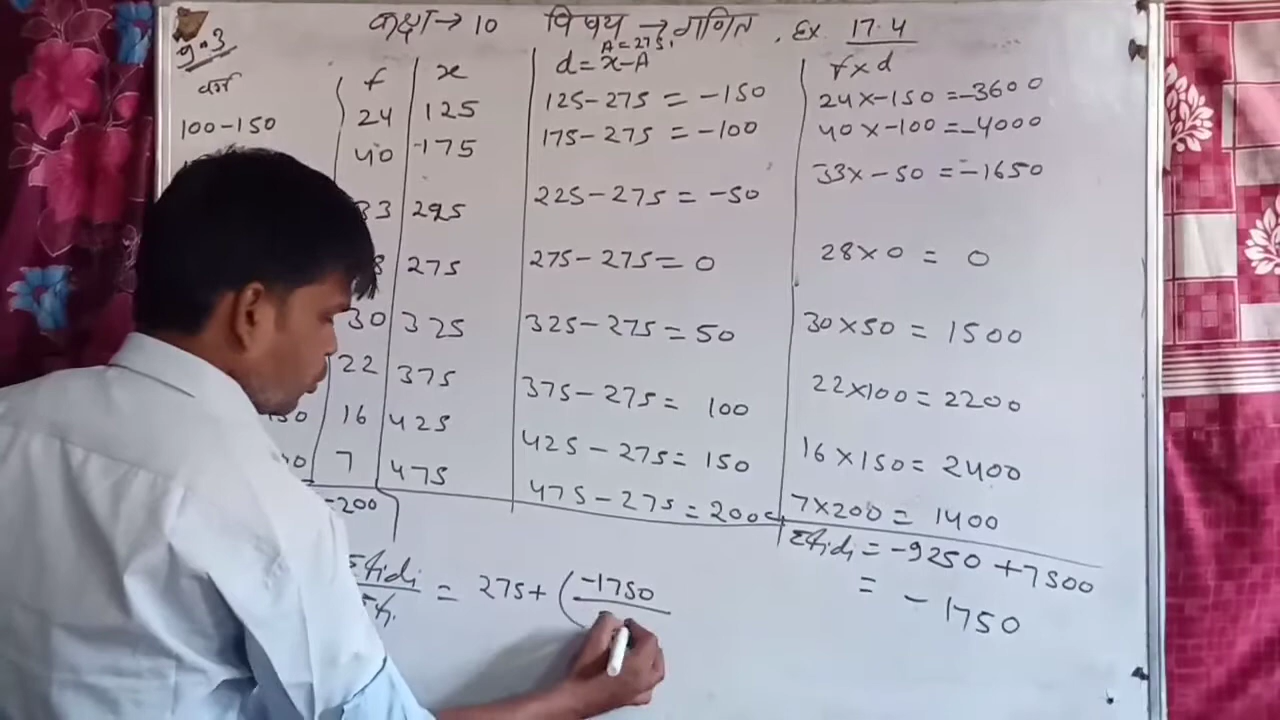 कक्षा→10 विषय→गणित, Ex 17.4
प्र॰3
वर्ग f x d=x-A A=275, f×d
100-150 24 125 125-275=-150 24×-150=-3600
40 175 175-275=-100 40×-100=-4000
33 225 225-275=-50 33×-50=-1650
8 275 275-275=0 28×0=0
30 325 325-275=50 30×50=1500
22 375 375-275=100 22×100=2200
16 425 425-275=150 16×150=2400
7 475 475-275=200 7×200=1400
200 Σfidi=-9250+7500
=-1750
Σfidi/Σfi = 275+(-1750